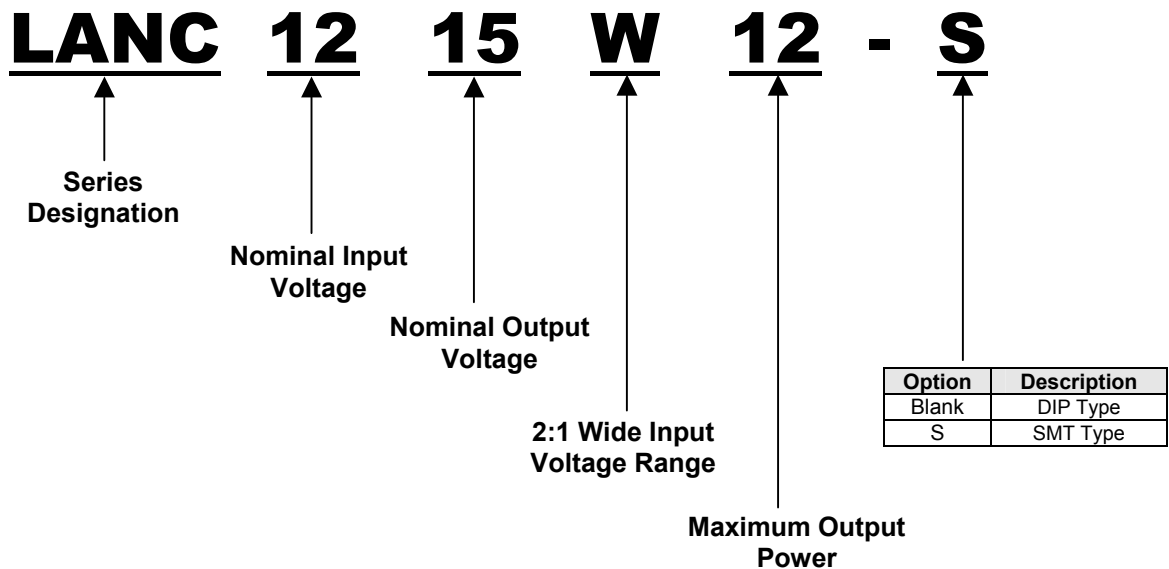 LANC 12 15 W 12 - S
Series
Designation
Nominal Input
Voltage
Nominal Output
Voltage
2:1 Wide Input
Voltage Range
Maximum Output
Power
Option Description
Blank DIP Type
S SMT Type